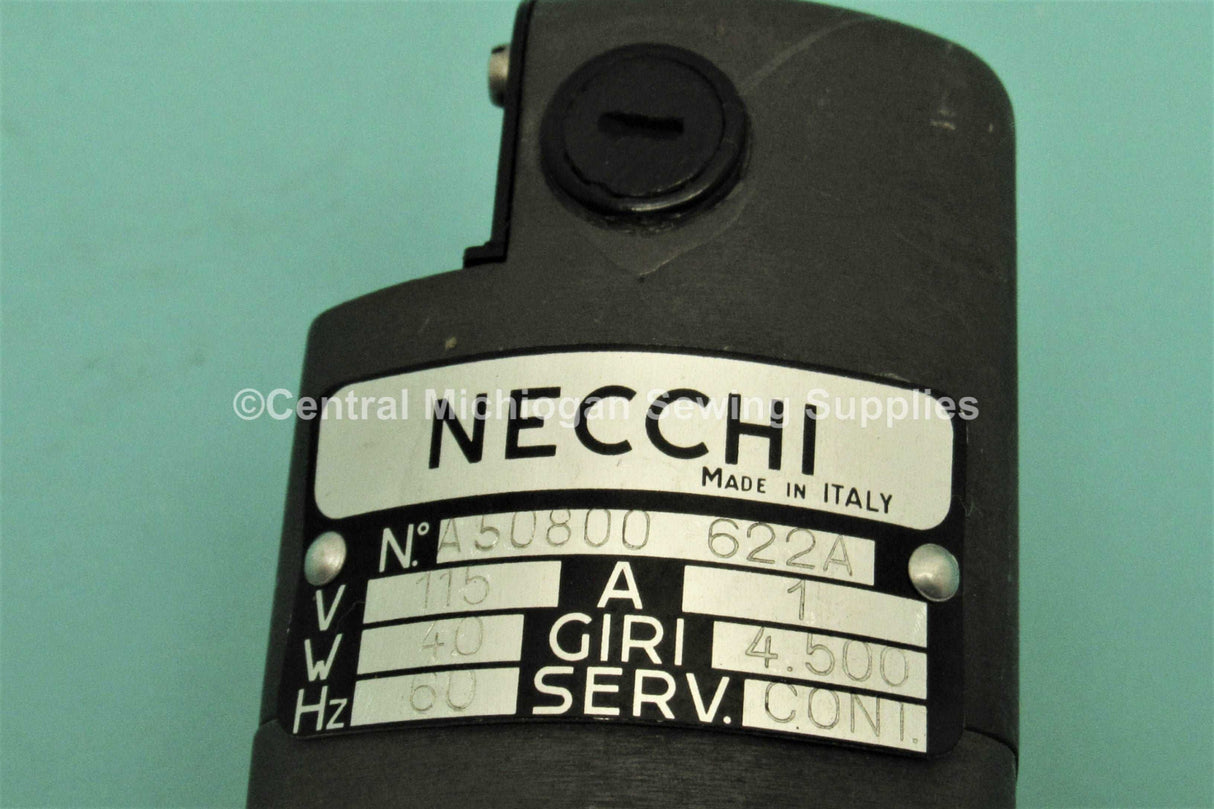 ©Central Michiogan Sewing Supplies
NECCHI
MADE IN ITALY
N.° A50800 622A
V 115 A 1
W 40 GIRI 4.500
Hz 60 SERV. CONT.